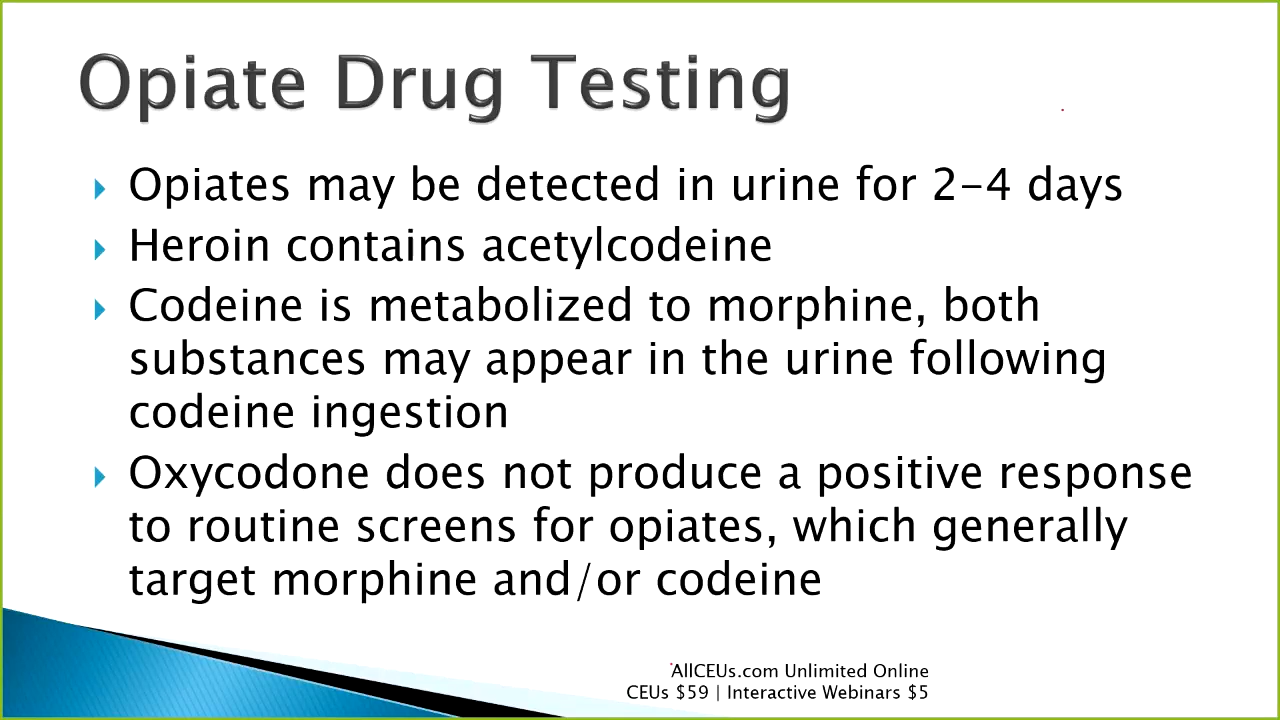 Opiate Drug Testing
Opiates may be detected in urine for 2-4 days
Heroin contains acetylcodeine
Codeine is metabolized to morphine, both
substances may appear in the urine following
codeine ingestion
Oxycodone does not produce a positive response
to routine screens for opiates, which generally
target morphine and/or codeine
AllCEUs.com Unlimited Online
CEUs $59 | Interactive Webinars $5